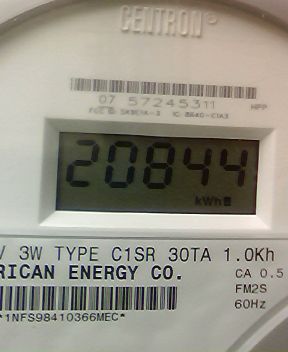 CENTRON®
07 57245311
HPP
20844
kWh
V 3W TYPE C1SR 30TA 1.0Kh
RICAN ENERGY CO.
CA 0.5
FM2S
60Hz
*1NFS98410366MEC*